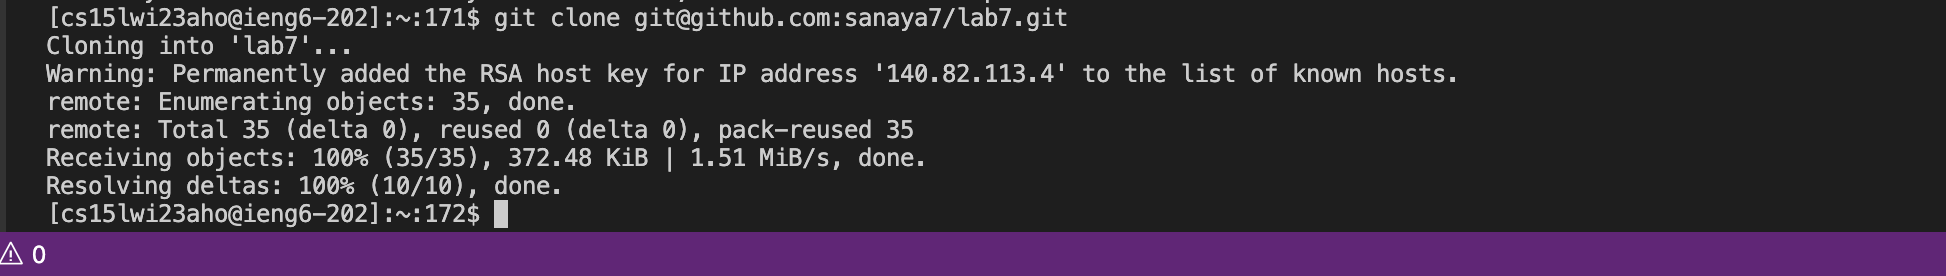 [cs15lwi23aho@ieng6-202]:~:171$ git clone git@github.com:sanaya7/lab7.git
Cloning into 'lab7'...
Warning: Permanently added the RSA host key for IP address '140.82.113.4' to the list of known hosts.
remote: Enumerating objects: 35, done.
remote: Total 35 (delta 0), reused 0 (delta 0), pack-reused 35
Receiving objects: 100% (35/35), 372.48 KiB | 1.51 MiB/s, done.
Resolving deltas: 100% (10/10), done.
[cs15lwi23aho@ieng6-202]:~:172$
0